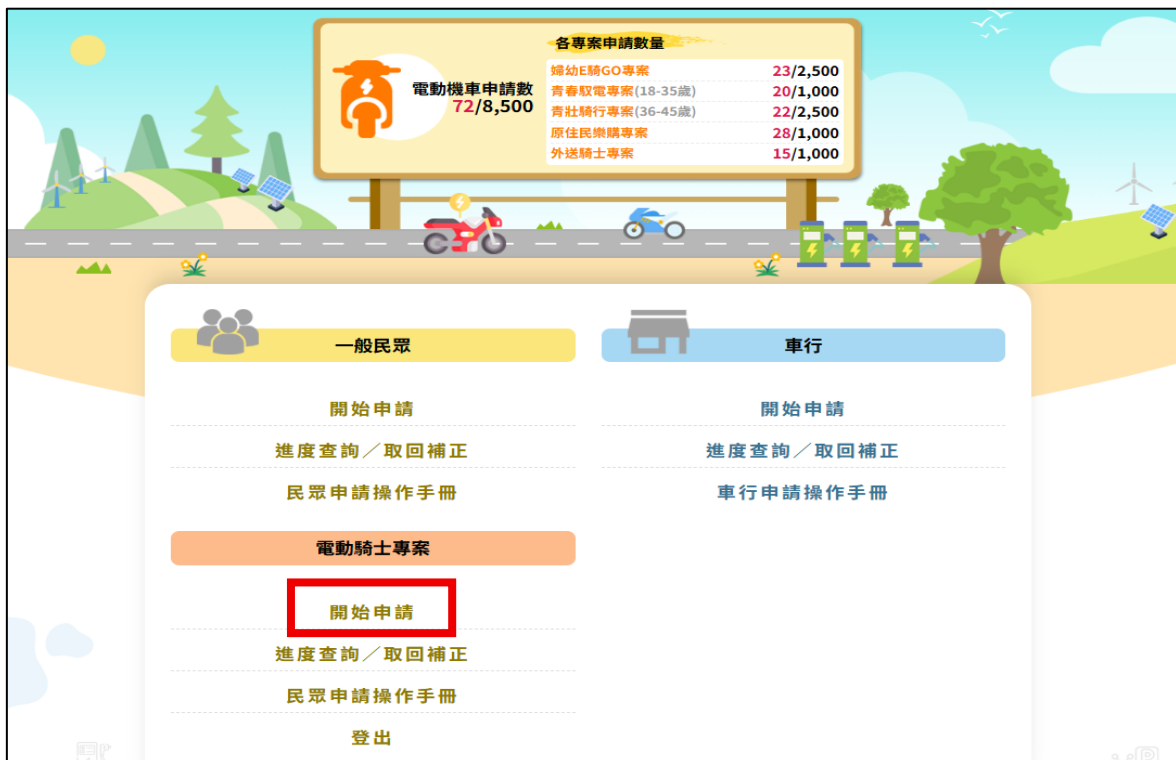 各專案申請數量
電動機車申請數
72/8,500
婦幼E騎GO專案 23/2,500
青春馭電專案(18-35歲) 20/1,000
青壯騎行專案(36-45歲) 22/2,500
原住民樂購專案 28/1,000
外送騎士專案 15/1,000
一般民眾
開始申請
進度查詢／取回補正
民眾申請操作手冊
車行
開始申請
進度查詢／取回補正
車行申請操作手冊
電動騎士專案
開始申請
進度查詢／取回補正
民眾申請操作手冊
登出